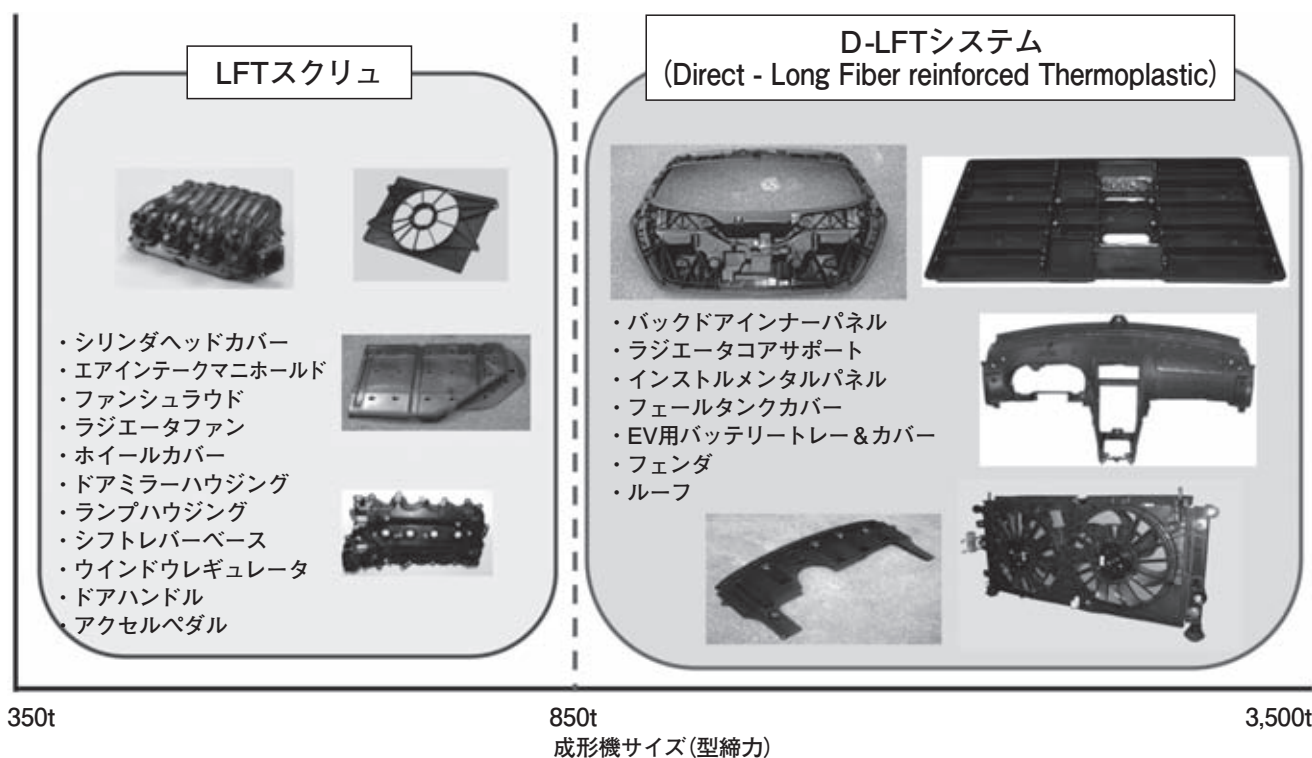 LFTスクリュ
D-LFTシステム
(Direct - Long Fiber reinforced Thermoplastic)
・シリンダヘッドカバー
・エアインテークマニホールド
・ファンシュラウド
・ラジエータファン
・ホイールカバー
・ドアミラーハウジング
・ランプハウジング
・シフトレバーベース
・ウインドウレギュレータ
・ドアハンドル
・アクセルペダル
・バックドアインナーパネル
・ラジエータコアサポート
・インストルメンタルパネル
・フェールタンクカバー
・EV用バッテリートレー&カバー
・フェンダ
・ルーフ
350t
850t
3,500t
成形機サイズ(型締力)